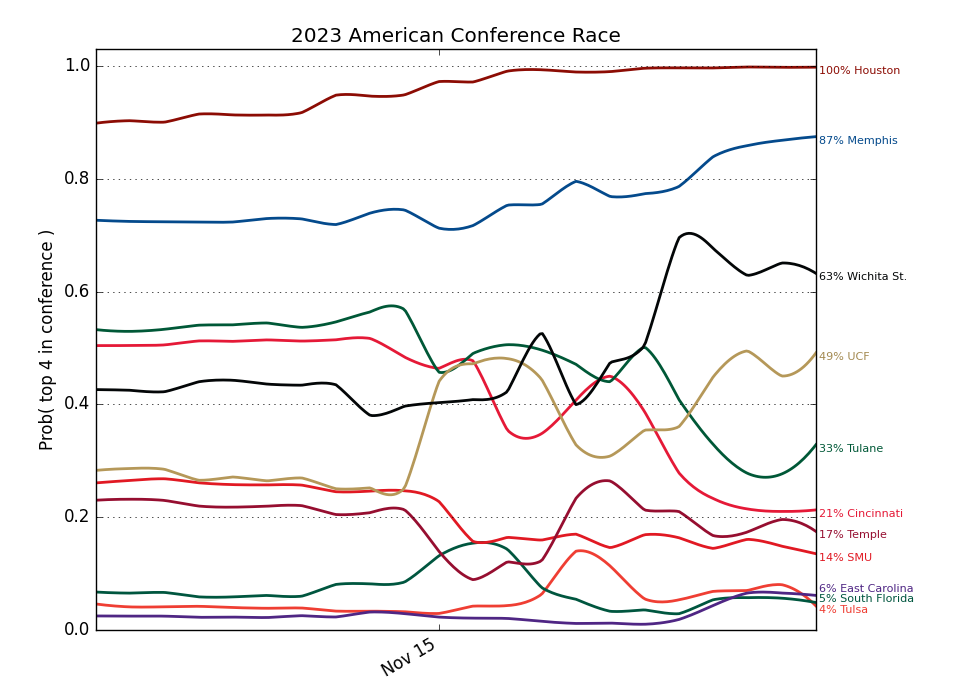 2023 American Conference Race
Prob( top 4 in conference )
1.0
0.8
0.6
0.4
0.2
0.0
Nov 15
100% Houston
87% Memphis
63% Wichita St.
49% UCF
33% Tulane
21% Cincinnati
17% Temple
14% SMU
6% East Carolina
5% South Florida
4% Tulsa